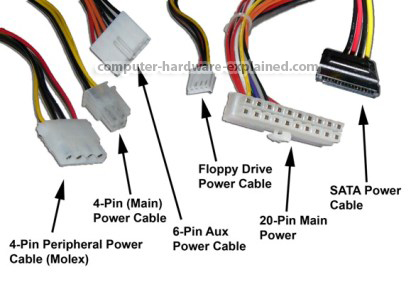 computer-hardware-explained.com
Floppy Drive
Power Cable
SATA Power
Cable
4-Pin (Main)
Power Cable
6-Pin Aux
Power Cable
20-Pin Main
Power
4-Pin Peripheral Power
Cable (Molex)